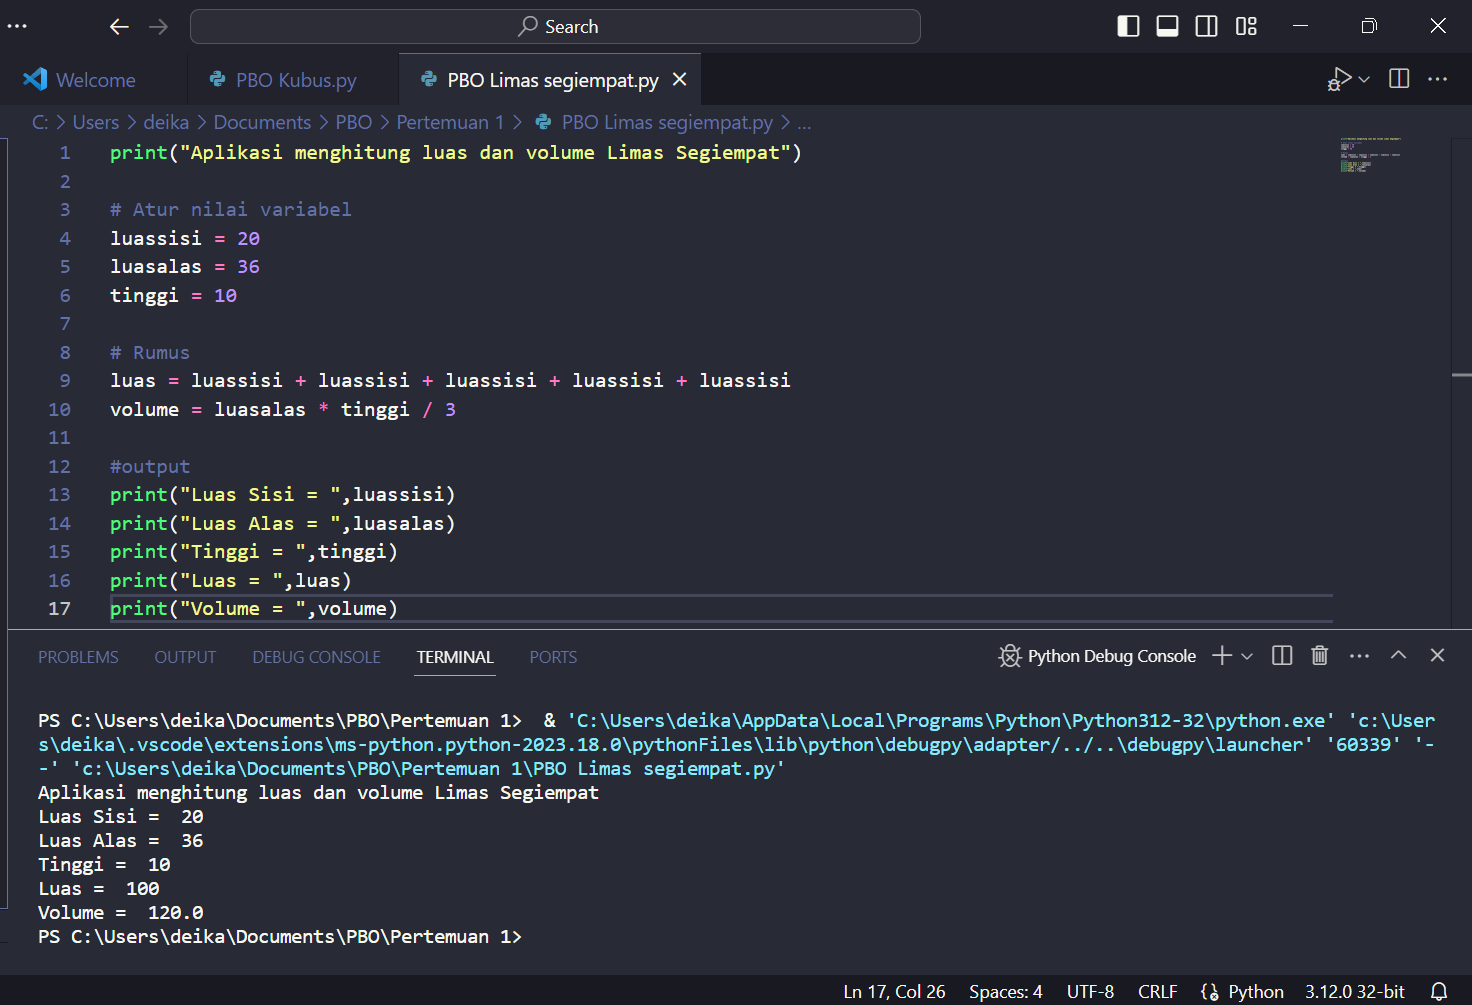 Search
Welcome
PBO Kubus.py
PBO Limas segiempat.py
C: > Users > deika > Documents > PBO > Pertemuan 1 > PBO Limas segiempat.py > ...
1 print("Aplikasi menghitung luas dan volume Limas Segiempat")
2
3 # Atur nilai variabel
4 luassisi = 20
5 luasalas = 36
6 tinggi = 10
7
8 # Rumus
9 luas = luassisi + luassisi + luassisi + luassisi + luassisi
10 volume = luasalas * tinggi / 3
11
12 #output
13 print("Luas Sisi = ",luassisi)
14 print("Luas Alas = ",luasalas)
15 print("Tinggi = ",tinggi)
16 print("Luas = ",luas)
17 print("Volume = ",volume)
PROBLEMS OUTPUT DEBUG CONSOLE TERMINAL PORTS
Python Debug Console
PS C:\Users\deika\Documents\PBO\Pertemuan 1>  & 'C:\Users\deika\AppData\Local\Programs\Python\Python312-32\python.exe' 'c:\User
s\deika\.vscode\extensions\ms-python.python-2023.18.0\pythonFiles\lib\python\debugpy\adapter/../..\debugpy\launcher' '60339' '-
-' 'c:\Users\deika\Documents\PBO\Pertemuan 1\PBO Limas segiempat.py'
Aplikasi menghitung luas dan volume Limas Segiempat
Luas Sisi =  20
Luas Alas =  36
Tinggi =  10
Luas =  100
Volume =  120.0
PS C:\Users\deika\Documents\PBO\Pertemuan 1>
Ln 17, Col 26 Spaces: 4 UTF-8 CRLF Python 3.12.0 32-bit